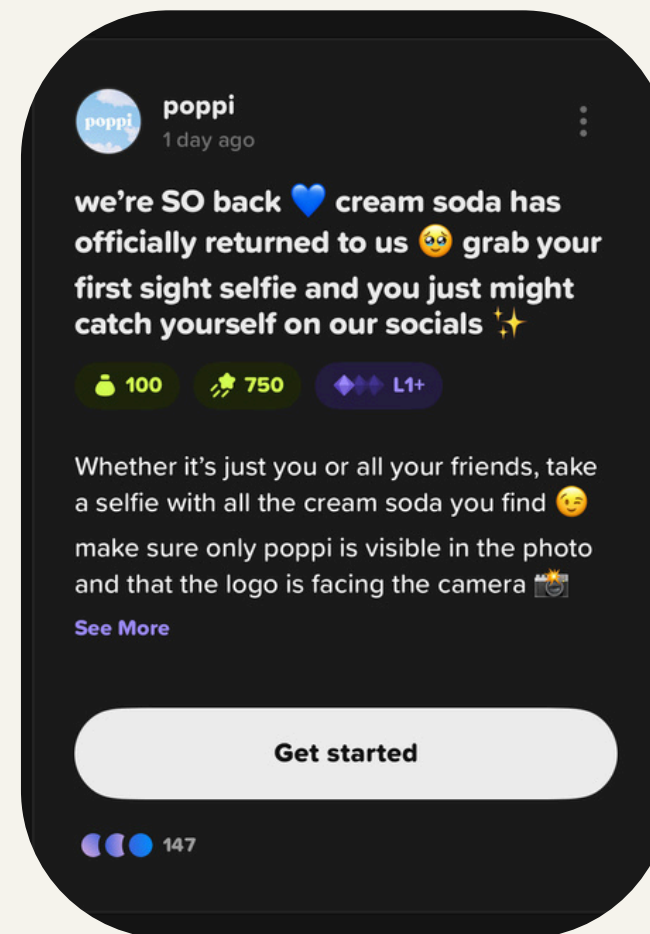 poppi
poppi
1 day ago
we’re SO back 💙 cream soda has
officially returned to us 🥹 grab your
first sight selfie and you just might
catch yourself on our socials ✨
100 750 L1+
Whether it’s just you or all your friends, take
a selfie with all the cream soda you find 😉
make sure only poppi is visible in the photo
and that the logo is facing the camera 📸
See More
Get started
147